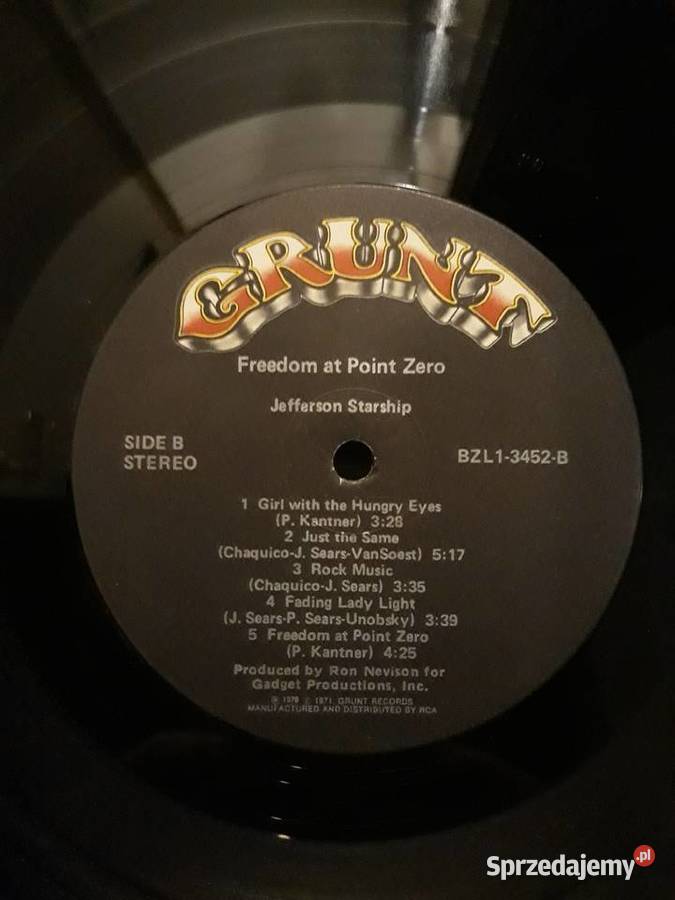 GRUNT
Freedom at Point Zero
Jefferson Starship
SIDE B
STEREO
BZL1-3452-B
1 Girl with the Hungry Eyes
(P. Kantner) 3:28
2 Just the Same
(Chaquico-J. Sears-VanSoest) 5:17
3 Rock Music
(Chaquico-J. Sears) 3:35
4 Fading Lady Light
(J. Sears-P. Sears-Unobsky) 3:39
5 Freedom at Point Zero
(P. Kantner) 4:25
Produced by Ron Nevison for
Gadget Productions, Inc.
1971, GRUNT RECORDS
MANUFACTURED AND DISTRIBUTED BY RCA
Sprzedajemy.pl